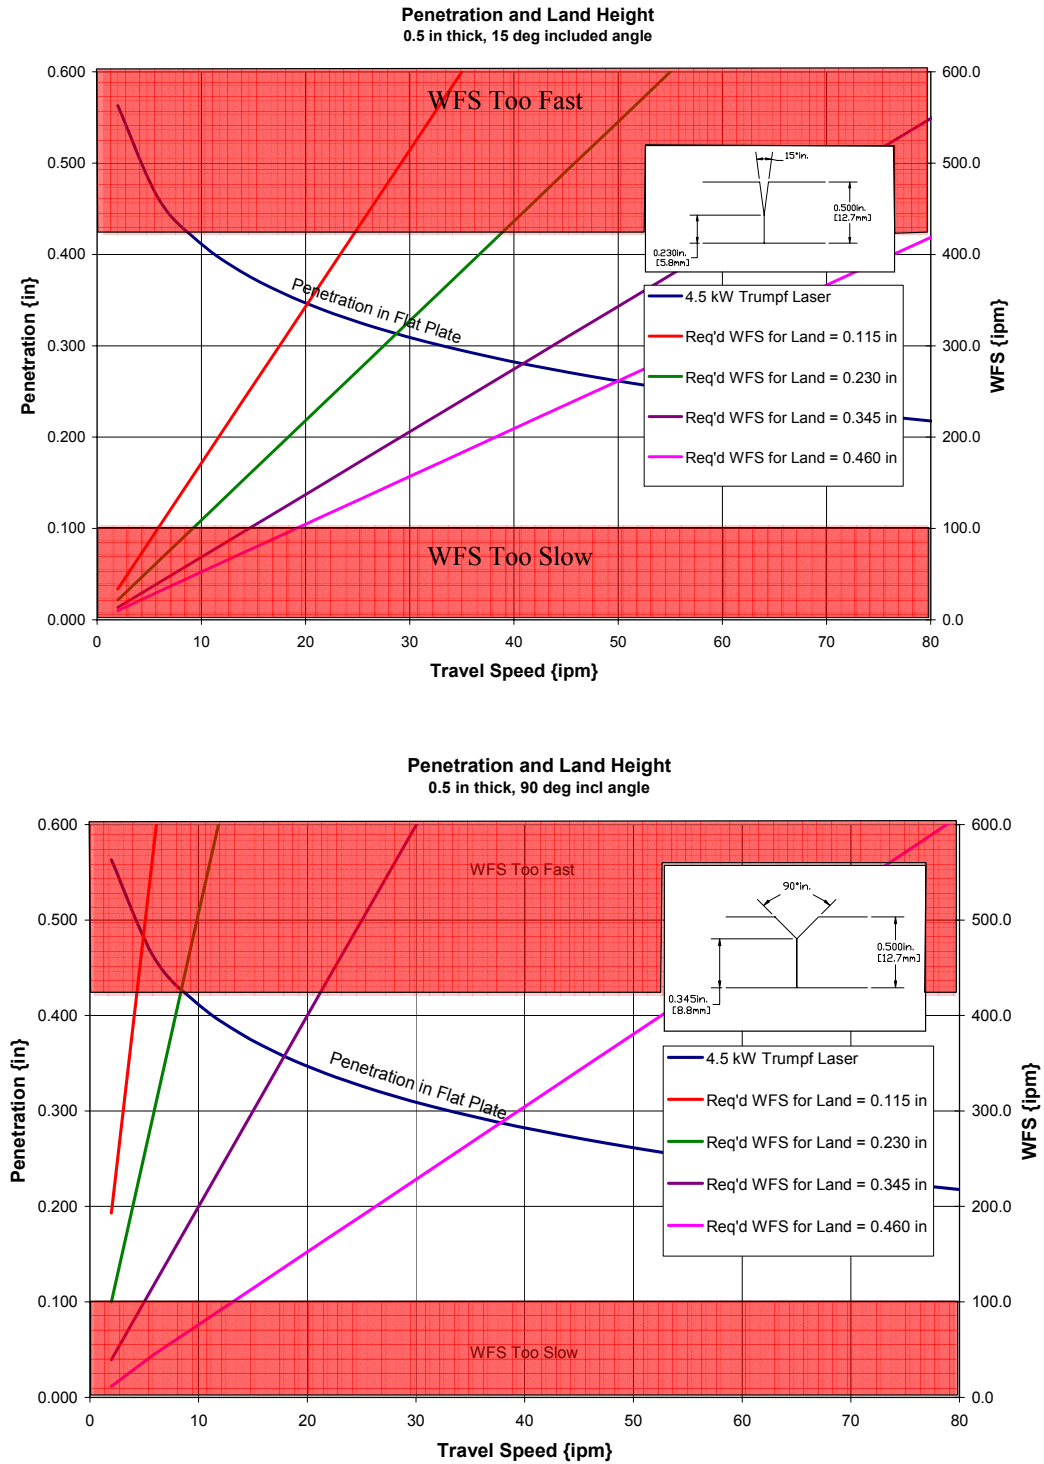 Penetration and Land Height
0.5 in thick, 15 deg included angle
0.600
0.500
0.400
0.300
0.200
0.100
0.000
Penetration {in}
WFS Too Fast
Penetration in Flat Plate
WFS Too Slow
15°in.
0.500in.
[12.7mm]
0.230in.
[5.8mm]
4.5 kW Trumpf Laser
Req'd WFS for Land = 0.115 in
Req'd WFS for Land = 0.230 in
Req'd WFS for Land = 0.345 in
Req'd WFS for Land = 0.460 in
600.0
500.0
400.0
300.0
200.0
100.0
0.0
WFS {ipm}
0 10 20 30 40 50 60 70 80
Travel Speed {ipm}
Penetration and Land Height
0.5 in thick, 90 deg incl angle
0.600
0.500
0.400
0.300
0.200
0.100
0.000
Penetration {in}
WFS Too Fast
Penetration in Flat Plate
WFS Too Slow
90°in.
0.500in.
[12.7mm]
0.345in.
[8.8mm]
4.5 kW Trumpf Laser
Req'd WFS for Land = 0.115 in
Req'd WFS for Land = 0.230 in
Req'd WFS for Land = 0.345 in
Req'd WFS for Land = 0.460 in
600.0
500.0
400.0
300.0
200.0
100.0
0.0
WFS {ipm}
0 10 20 30 40 50 60 70 80
Travel Speed {ipm}